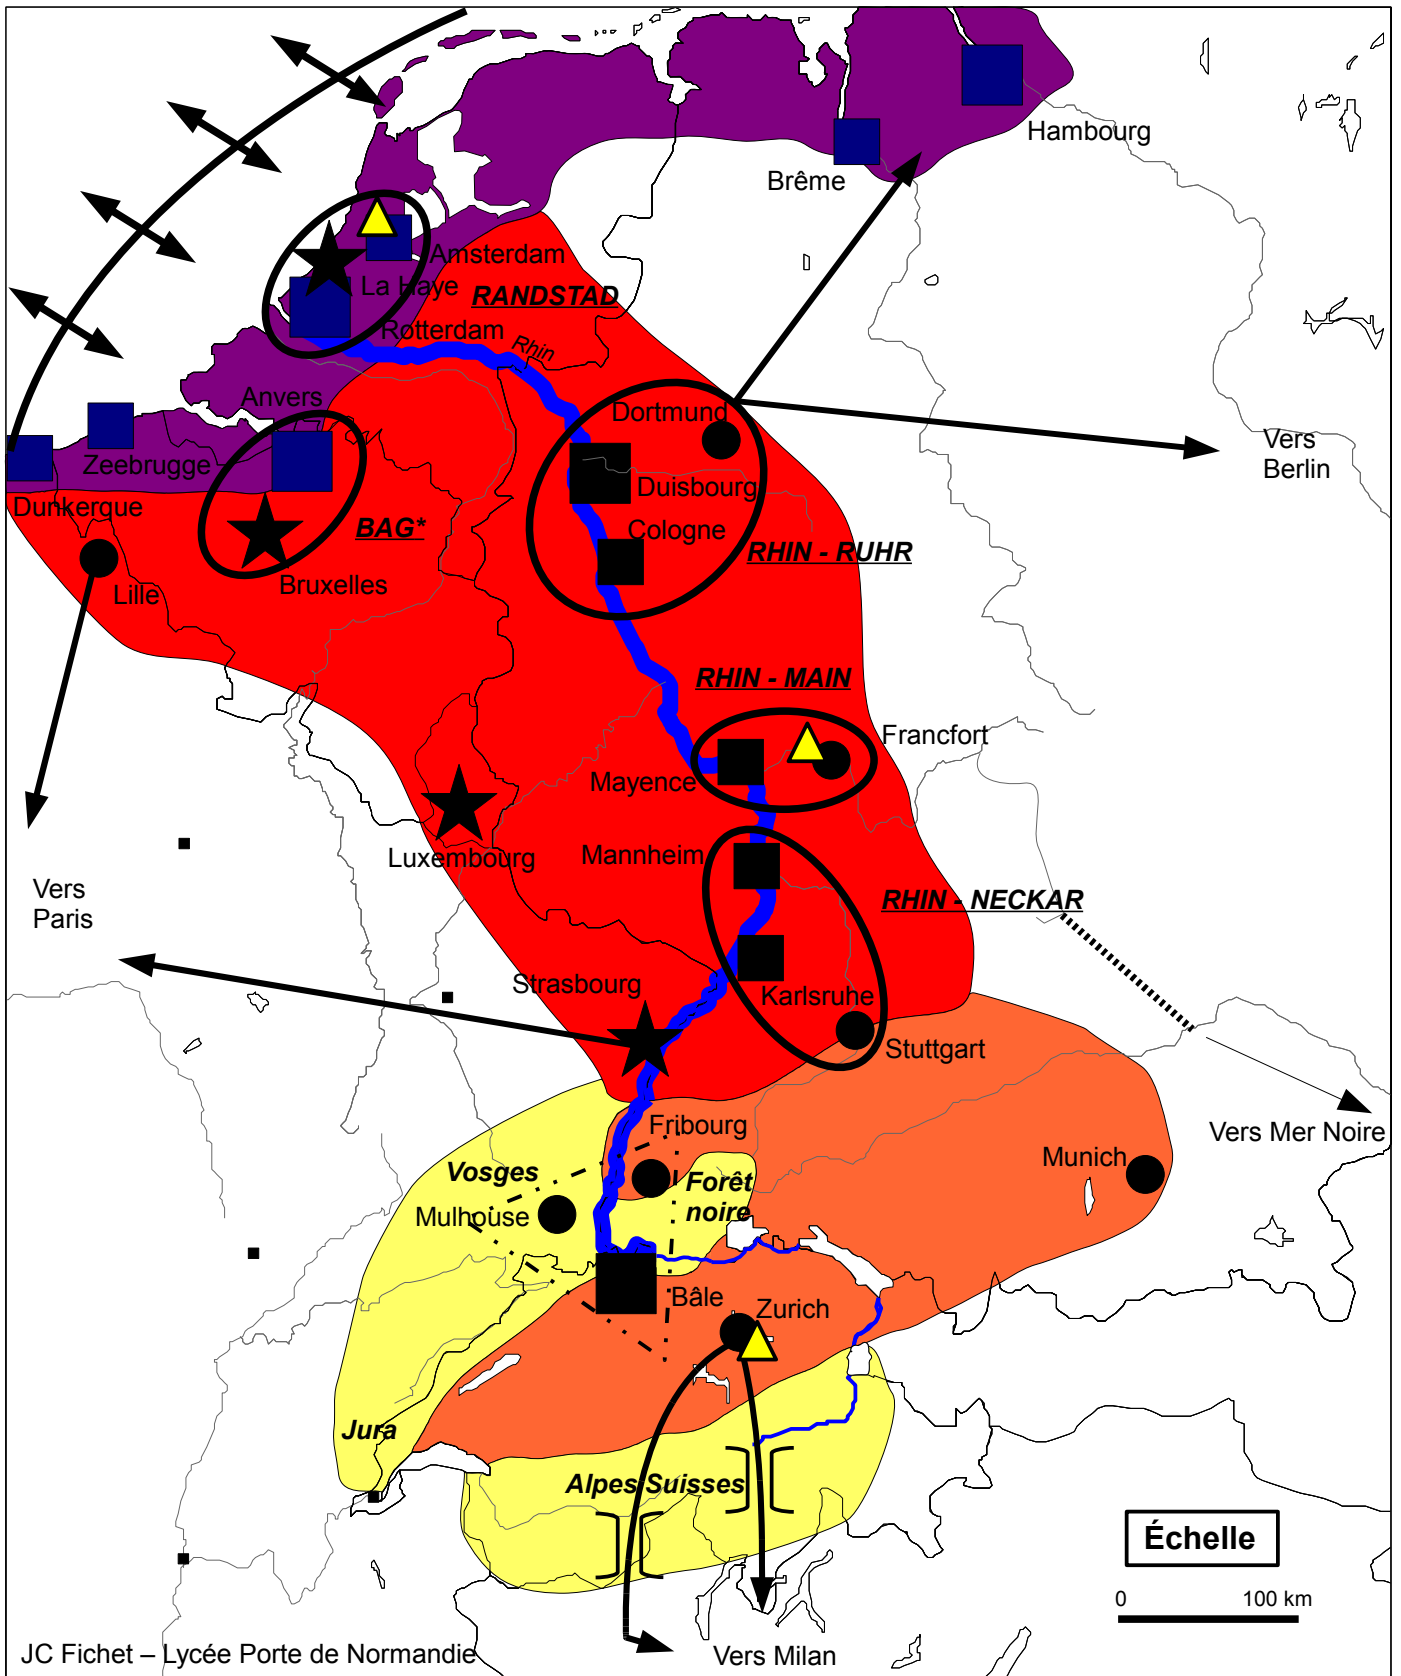 Hambourg
Brême
Amsterdam
La Haye
RANDSTAD
Rotterdam
Rhin
Anvers
Dortmund
Vers
Berlin
Zeebrugge
Duisbourg
Dunkerque
BAG*
Cologne
RHIN - RUHR
Bruxelles
Lille
RHIN - MAIN
Francfort
Mayence
Luxembourg
Mannheim
Vers
Paris
RHIN - NECKAR
Strasbourg
Karlsruhe
Stuttgart
Fribourg
Vers Mer Noire
Munich
Vosges
Forêt
noire
Mulhouse
Bâle
Zurich
Jura
Alpes Suisses
Échelle
0
100 km
JC Fichet – Lycée Porte de Normandie
Vers Milan